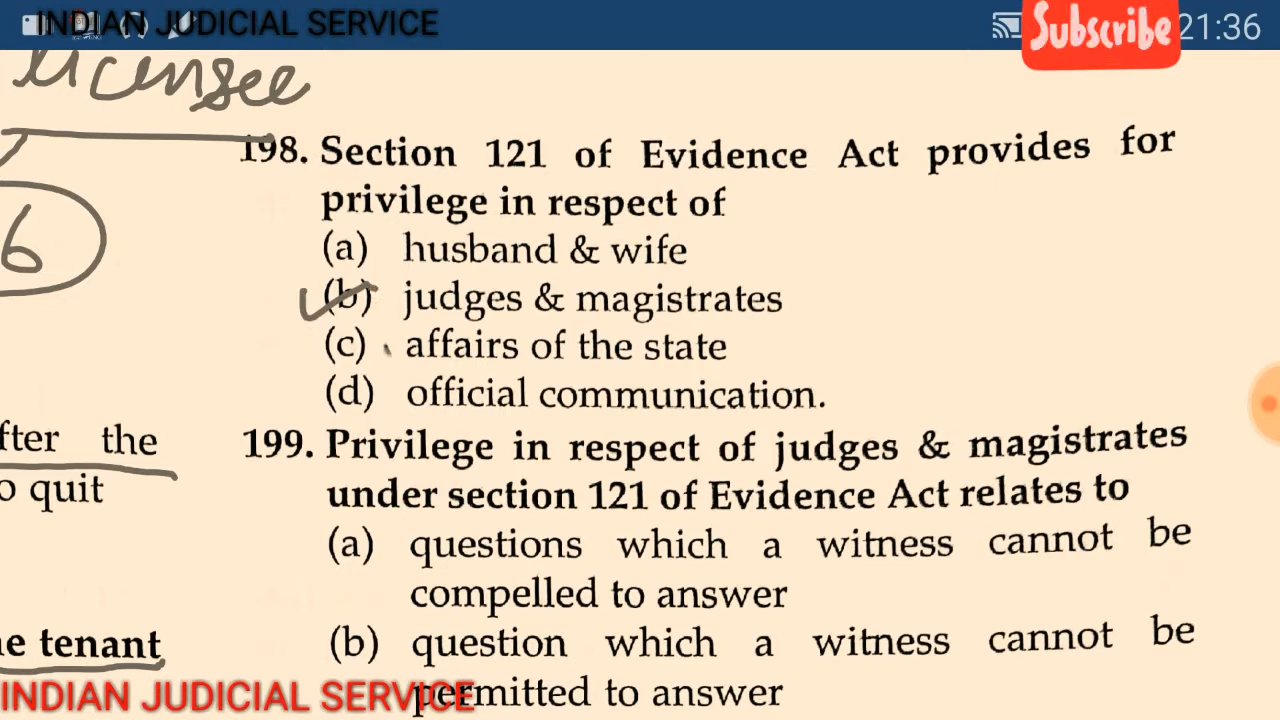 INDIAN JUDICIAL SERVICE
Subscribe
21:36
licensee
6
198. Section 121 of Evidence Act provides for
privilege in respect of
(a) husband & wife
(b) judges & magistrates
(c) affairs of the state
(d) official communication.
fter the
o quit
199. Privilege in respect of judges & magistrates
under section 121 of Evidence Act relates to
(a) questions which a witness cannot be
compelled to answer
(b) question which a witness cannot be
permitted to answer
e tenant
INDIAN JUDICIAL SERVICE